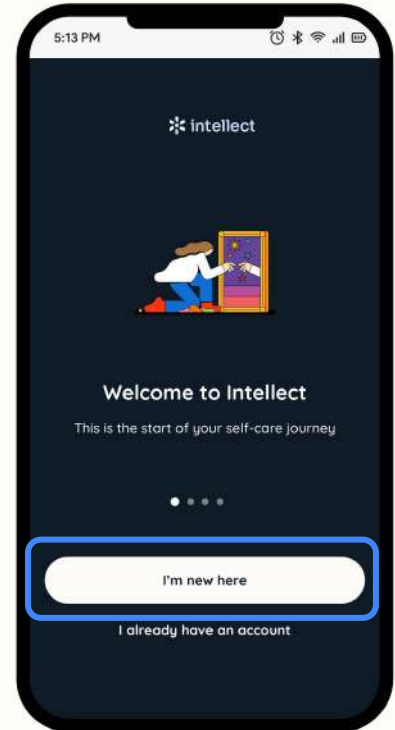 5:13 PM
intellect
Welcome to Intellect
This is the start of your self-care journey
I'm new here
I already have an account